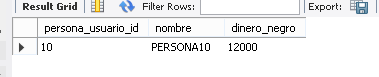 Result Grid Filter Rows: Export:
persona_usuario_id nombre dinero_negro
10 PERSONA10 12000